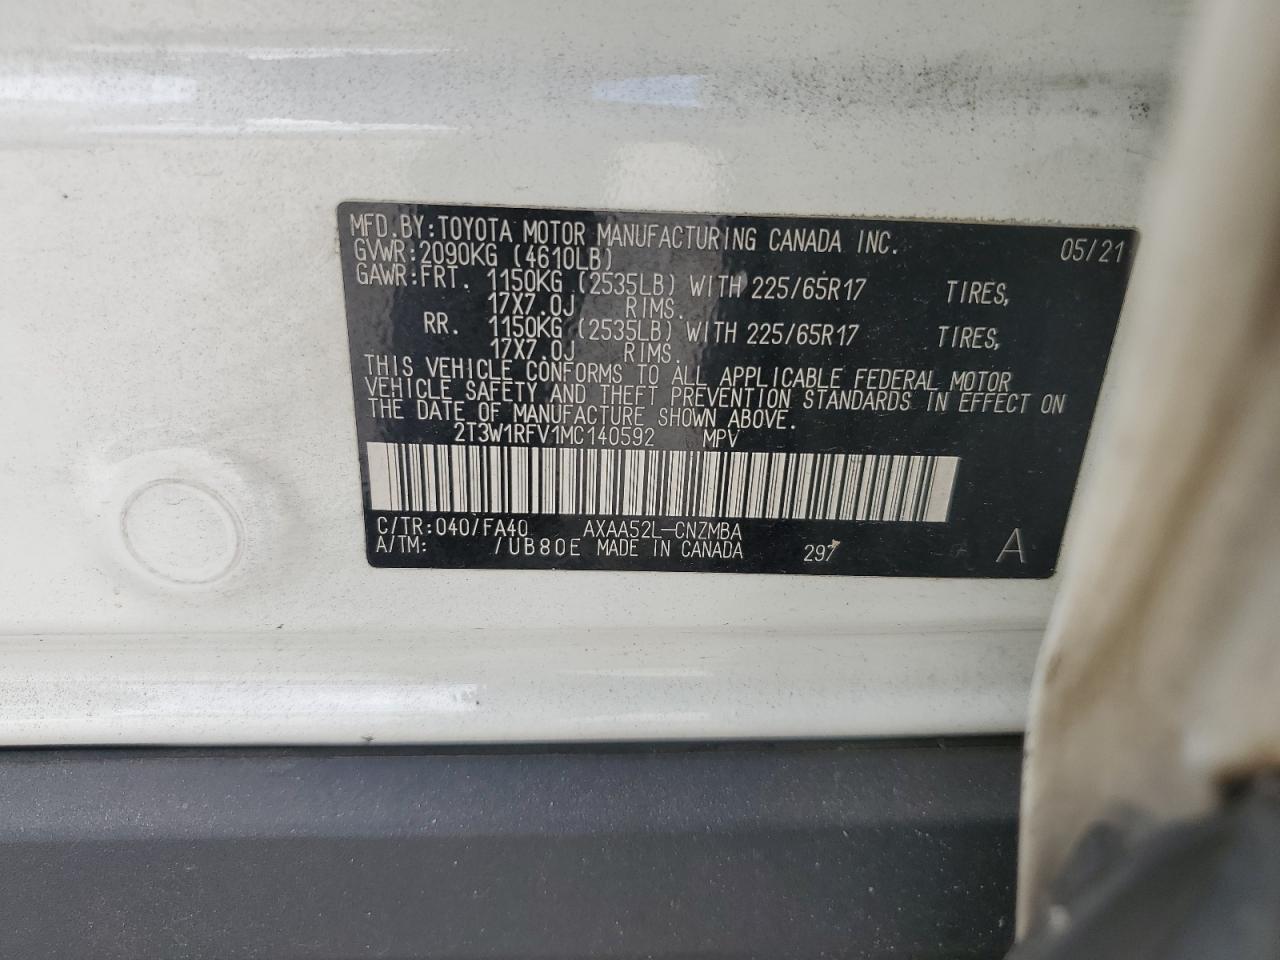 MFD.BY:TOYOTA MOTOR MANUFACTURING CANADA INC. 05/21
GVWR:2090KG (4610LB)
GAWR:FRT. 1150KG (2535LB) WITH 225/65R17 TIRES,
17X7.0J RIMS.
RR. 1150KG (2535LB) WITH 225/65R17 TIRES,
17X7.0J RIMS.
THIS VEHICLE CONFORMS TO ALL APPLICABLE FEDERAL MOTOR
VEHICLE SAFETY AND THEFT PREVENTION STANDARDS IN EFFECT ON
THE DATE OF MANUFACTURE SHOWN ABOVE.
2T3W1RFV1MC140592 MPV
C/TR:040/FA40 AXAA52L-CNZMBA
A/TM: /UB80E MADE IN CANADA 297 A